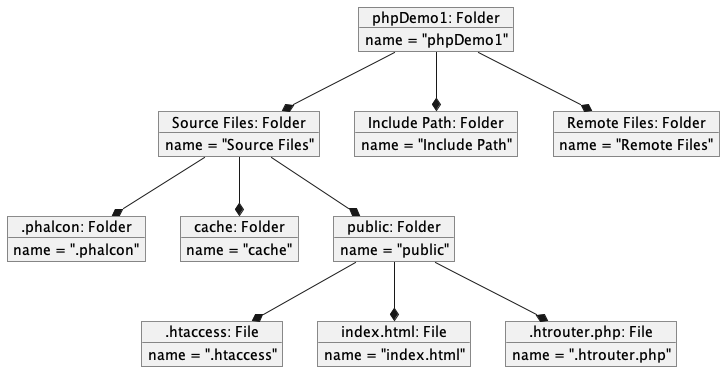 phpDemo1: Folder
name = "phpDemo1"
Source Files: Folder
name = "Source Files"
Include Path: Folder
name = "Include Path"
Remote Files: Folder
name = "Remote Files"
.phalcon: Folder
name = ".phalcon"
cache: Folder
name = "cache"
public: Folder
name = "public"
.htaccess: File
name = ".htaccess"
index.html: File
name = "index.html"
.htrouter.php: File
name = ".htrouter.php"